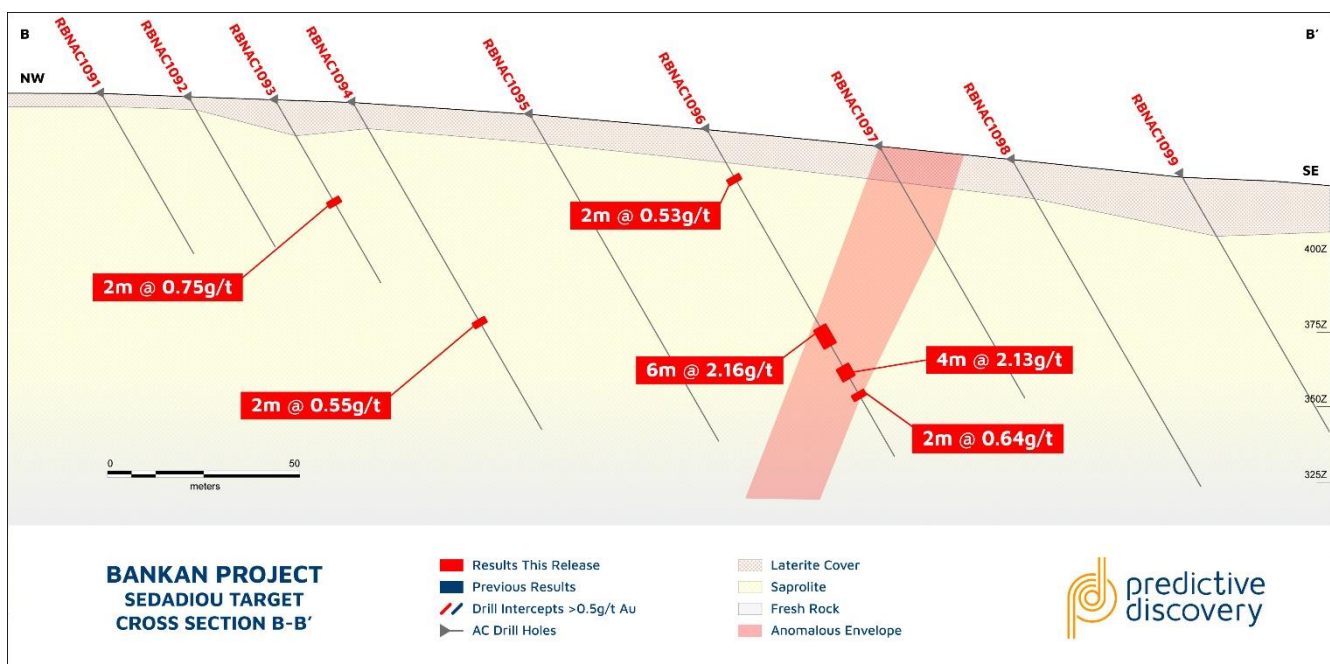 B
B′
NW
SE
RBNAC1091
RBNAC1092
RBNAC1093
RBNAC1094
RBNAC1095
RBNAC1096
RBNAC1097
RBNAC1098
RBNAC1099
2m @ 0.53g/t
2m @ 0.75g/t
6m @ 2.16g/t
4m @ 2.13g/t
2m @ 0.55g/t
2m @ 0.64g/t
400Z
375Z
350Z
325Z
0
50
meters
BANKAN PROJECT
SEDADIOU TARGET
CROSS SECTION B-B′
Results This Release
Previous Results
Drill Intercepts >0.5g/t Au
AC Drill Holes
Laterite Cover
Saprolite
Fresh Rock
Anomalous Envelope
predictive
discovery